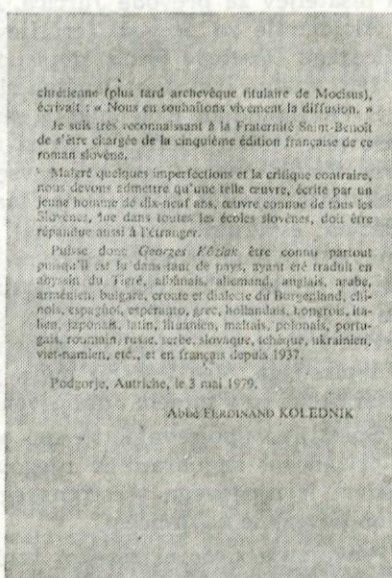 chrétienne (plus tard archevêque titulaire de Mocisus),
écrivait : « Nous en souhaitons vivement la diffusion. »
Je suis très reconnaissant à la Fraternité Saint-Benoît
de s'être chargée de la cinquième édition française de ce
roman slovène.
Malgré quelques imperfections et la critique contraire,
nous devons admettre qu'une telle œuvre, écrite par un
jeune homme de dix-neuf ans, œuvre connue de tous les
Slovènes, lue dans toutes les écoles slovènes, doit être
répandue aussi à l'étranger.
Puisse donc Georges Kôziak être connu partout
puisqu'il est lu dans tant de pays, ayant été traduit en
abyssin du Tigré, albanais, allemand, anglais, arabe,
arménien, bulgare, croate et dialecte du Burgenland, chi-
nois, espagnol, espéranto, grec, hollandais, hongrois, ita-
lien, japonais, latin, lituanien, maltais, polonais, portu-
gais, roumain, russe, serbe, slovaque, tchèque, ukrainien,
viet-namien, etc., et en français depuis 1937.
Podgorje, Autriche, le 3 mai 1979.
Abbé FERDINAND KOLEDNIK